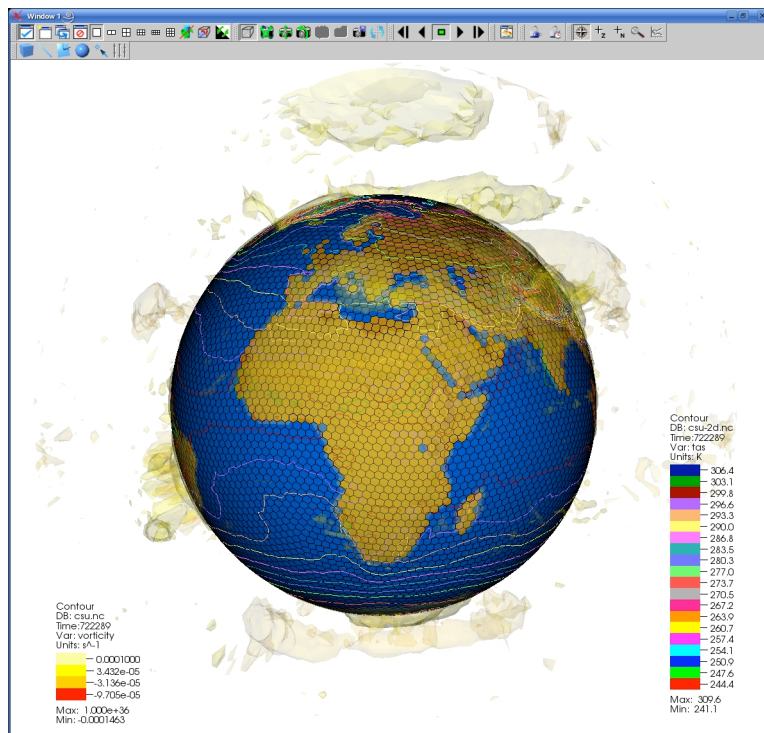 Window 1
Contour
DB: csu-2d.nc
Time:722289
Var: tas
Units: K
306.4
303.1
299.8
296.6
293.3
290.0
286.8
283.5
280.3
277.0
273.7
270.5
267.2
263.9
260.7
257.4
254.1
250.9
247.6
244.4
Max: 309.6
Min: 241.1
Contour
DB: csu.nc
Time:722289
Var: vorticity
Units: s^-1
0.0001000
3.432e-05
-3.136e-05
-9.705e-05
Max: 1.000e+36
Min: -0.0001463